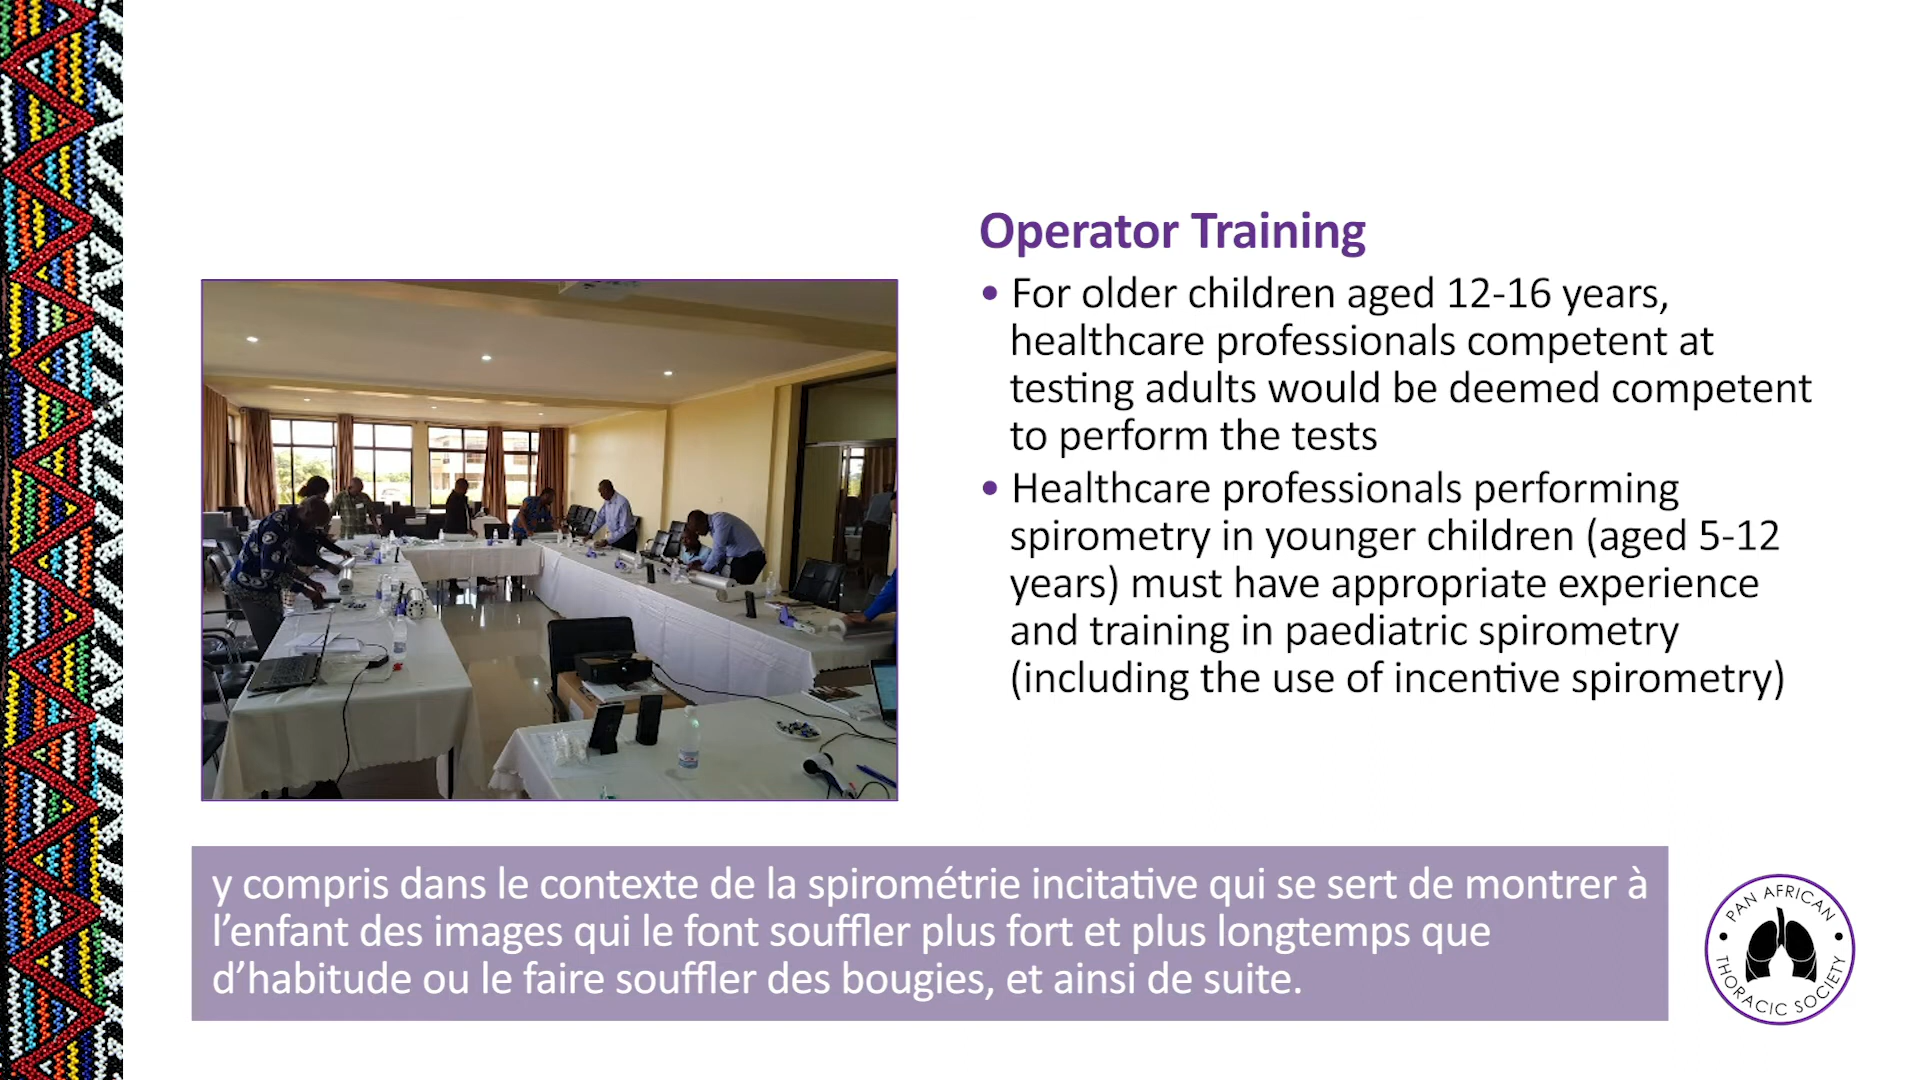 Operator Training
• For older children aged 12-16 years,
healthcare professionals competent at
testing adults would be deemed competent
to perform the tests
• Healthcare professionals performing
spirometry in younger children (aged 5-12
years) must have appropriate experience
and training in paediatric spirometry
(including the use of incentive spirometry)
y compris dans le contexte de la spirométrie incitative qui se sert de montrer à
l’enfant des images qui le font souffler plus fort et plus longtemps que
d’habitude ou le faire souffler des bougies, et ainsi de suite.
PAN AFRICAN
THORACIC SOCIETY